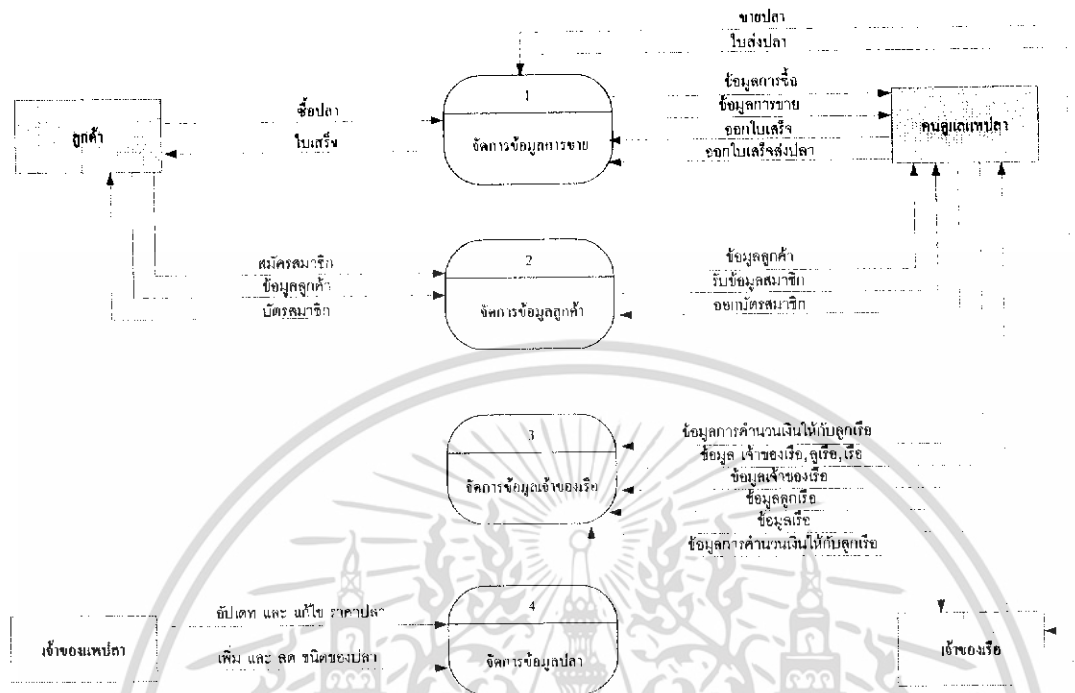 ขายปลา
ใบส่งปลา
ลูกค้า
ซื้อปลา
ใบเสร็จ
1
จัดการข้อมูลการขาย
ข้อมูลการซื้อ
ข้อมูลการขาย
ออกใบเสร็จ
ออกใบเสร็จส่งปลา
คนดูแลแพปลา
สมัครสมาชิก
ข้อมูลลูกค้า
บัตรสมาชิก
2
จัดการข้อมูลลูกค้า
ข้อมูลลูกค้า
รับข้อมูลสมาชิก
ออกบัตรสมาชิก
3
จัดการข้อมูลเจ้าของเรือ
ข้อมูลการคำนวนเงินให้กับลูกเรือ
ข้อมูล เจ้าของเรือ,ลูเรือ,เรือ
ข้อมูลเจ้าของเรือ
ข้อมูลลูกเรือ
ข้อมูลเรือ
ข้อมูลการคำนวนเงินให้กับลูกเรือ
เจ้าของแพปลา
อัปเดท และ แก้ไข ราคาปลา
เพิ่ม และ ลด ชนิดของปลา
4
จัดการข้อมูลปลา
เจ้าของเรือ